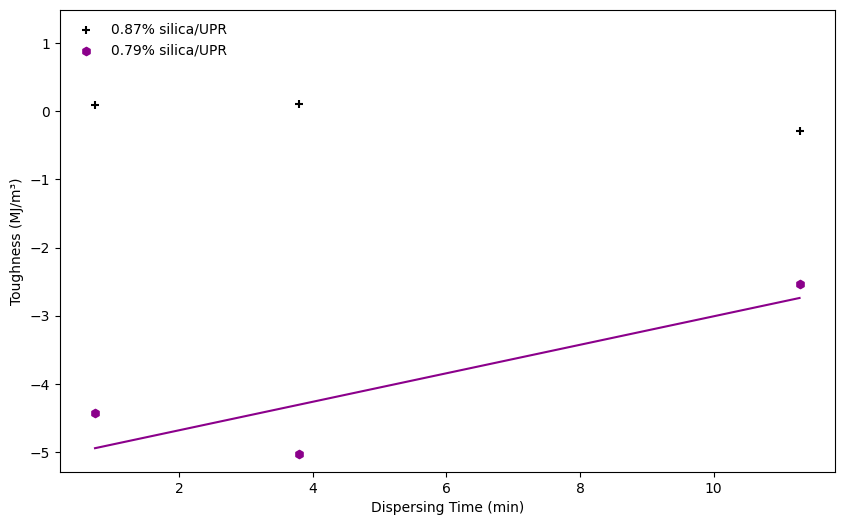 0.87% silica/UPR
0.79% silica/UPR
1
0
−1
−2
−3
−4
−5
Toughness (MJ/m³)
2 4 6 8 10
Dispersing Time (min)